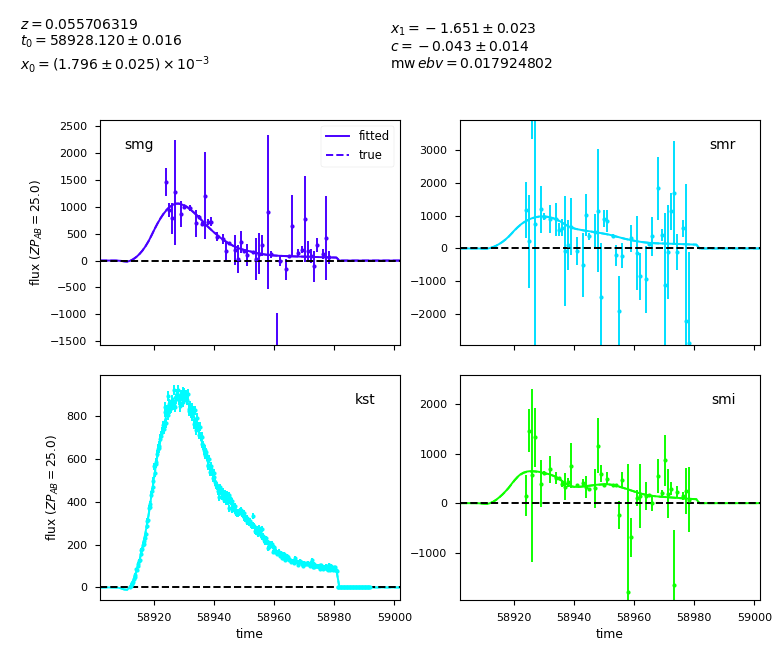 z = 0.055706319
t₀ = 58928.120 ± 0.016
x₀ = (1.796 ± 0.025) × 10⁻³
x₁ = −1.651 ± 0.023
c = −0.043 ± 0.014
mw ebv = 0.017924802
smg
fitted
true
2500
2000
1500
1000
500
0
−500
−1000
−1500
flux (ZP_AB = 25.0)
smr
3000
2000
1000
0
−1000
−2000
kst
800
600
400
200
0
flux (ZP_AB = 25.0)
58920 58940 58960 58980 59000
time
smi
2000
1000
0
−1000
58920 58940 58960 58980 59000
time